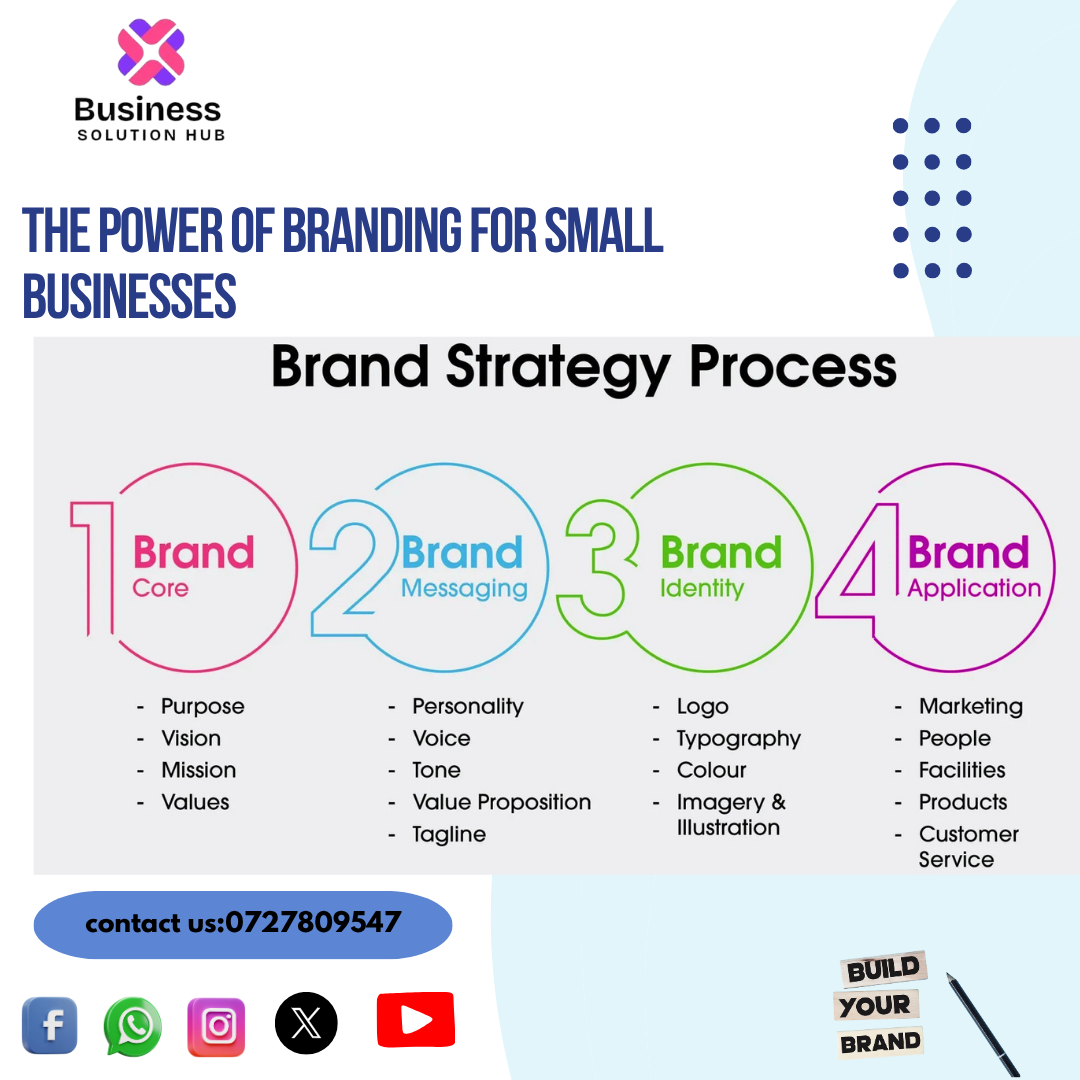 Business
SOLUTION HUB
THE POWER OF BRANDING FOR SMALL
BUSINESSES
Brand Strategy Process
1
Brand
Core
2
Brand
Messaging
3
Brand
Identity
4
Brand
Application
- Purpose
- Vision
- Mission
- Values
- Personality
- Voice
- Tone
- Value Proposition
- Tagline
- Logo
- Typography
- Colour
- Imagery &
Illustration
- Marketing
- People
- Facilities
- Products
- Customer
Service
contact us:0727809547
BUILD
YOUR
BRAND